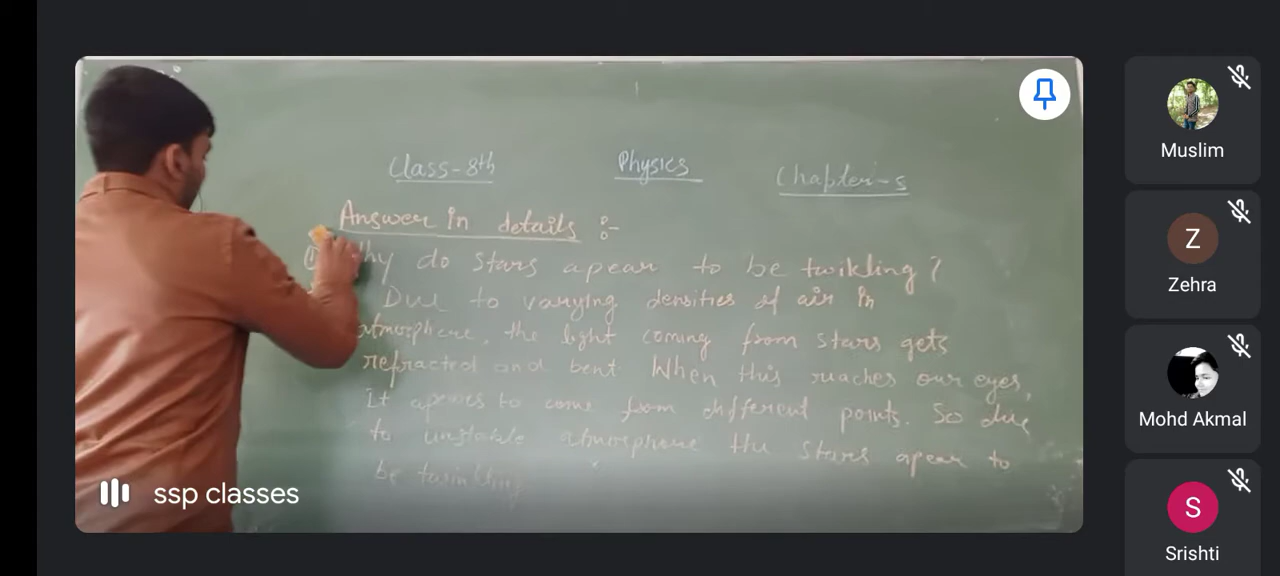 Class-8th Physics Chapter-5
Answer in details :-
(1) Why do stars apear to be twikling ?
Due to varying densities of air in
atmosphere, the light coming from stars gets
refracted and bent. When this reaches our eyes,
It apears to come from different points. So due
to unstable atmosphere the stars apear to
be twinkling
ssp classes
Muslim
Z
Zehra
Mohd Akmal
S
Srishti